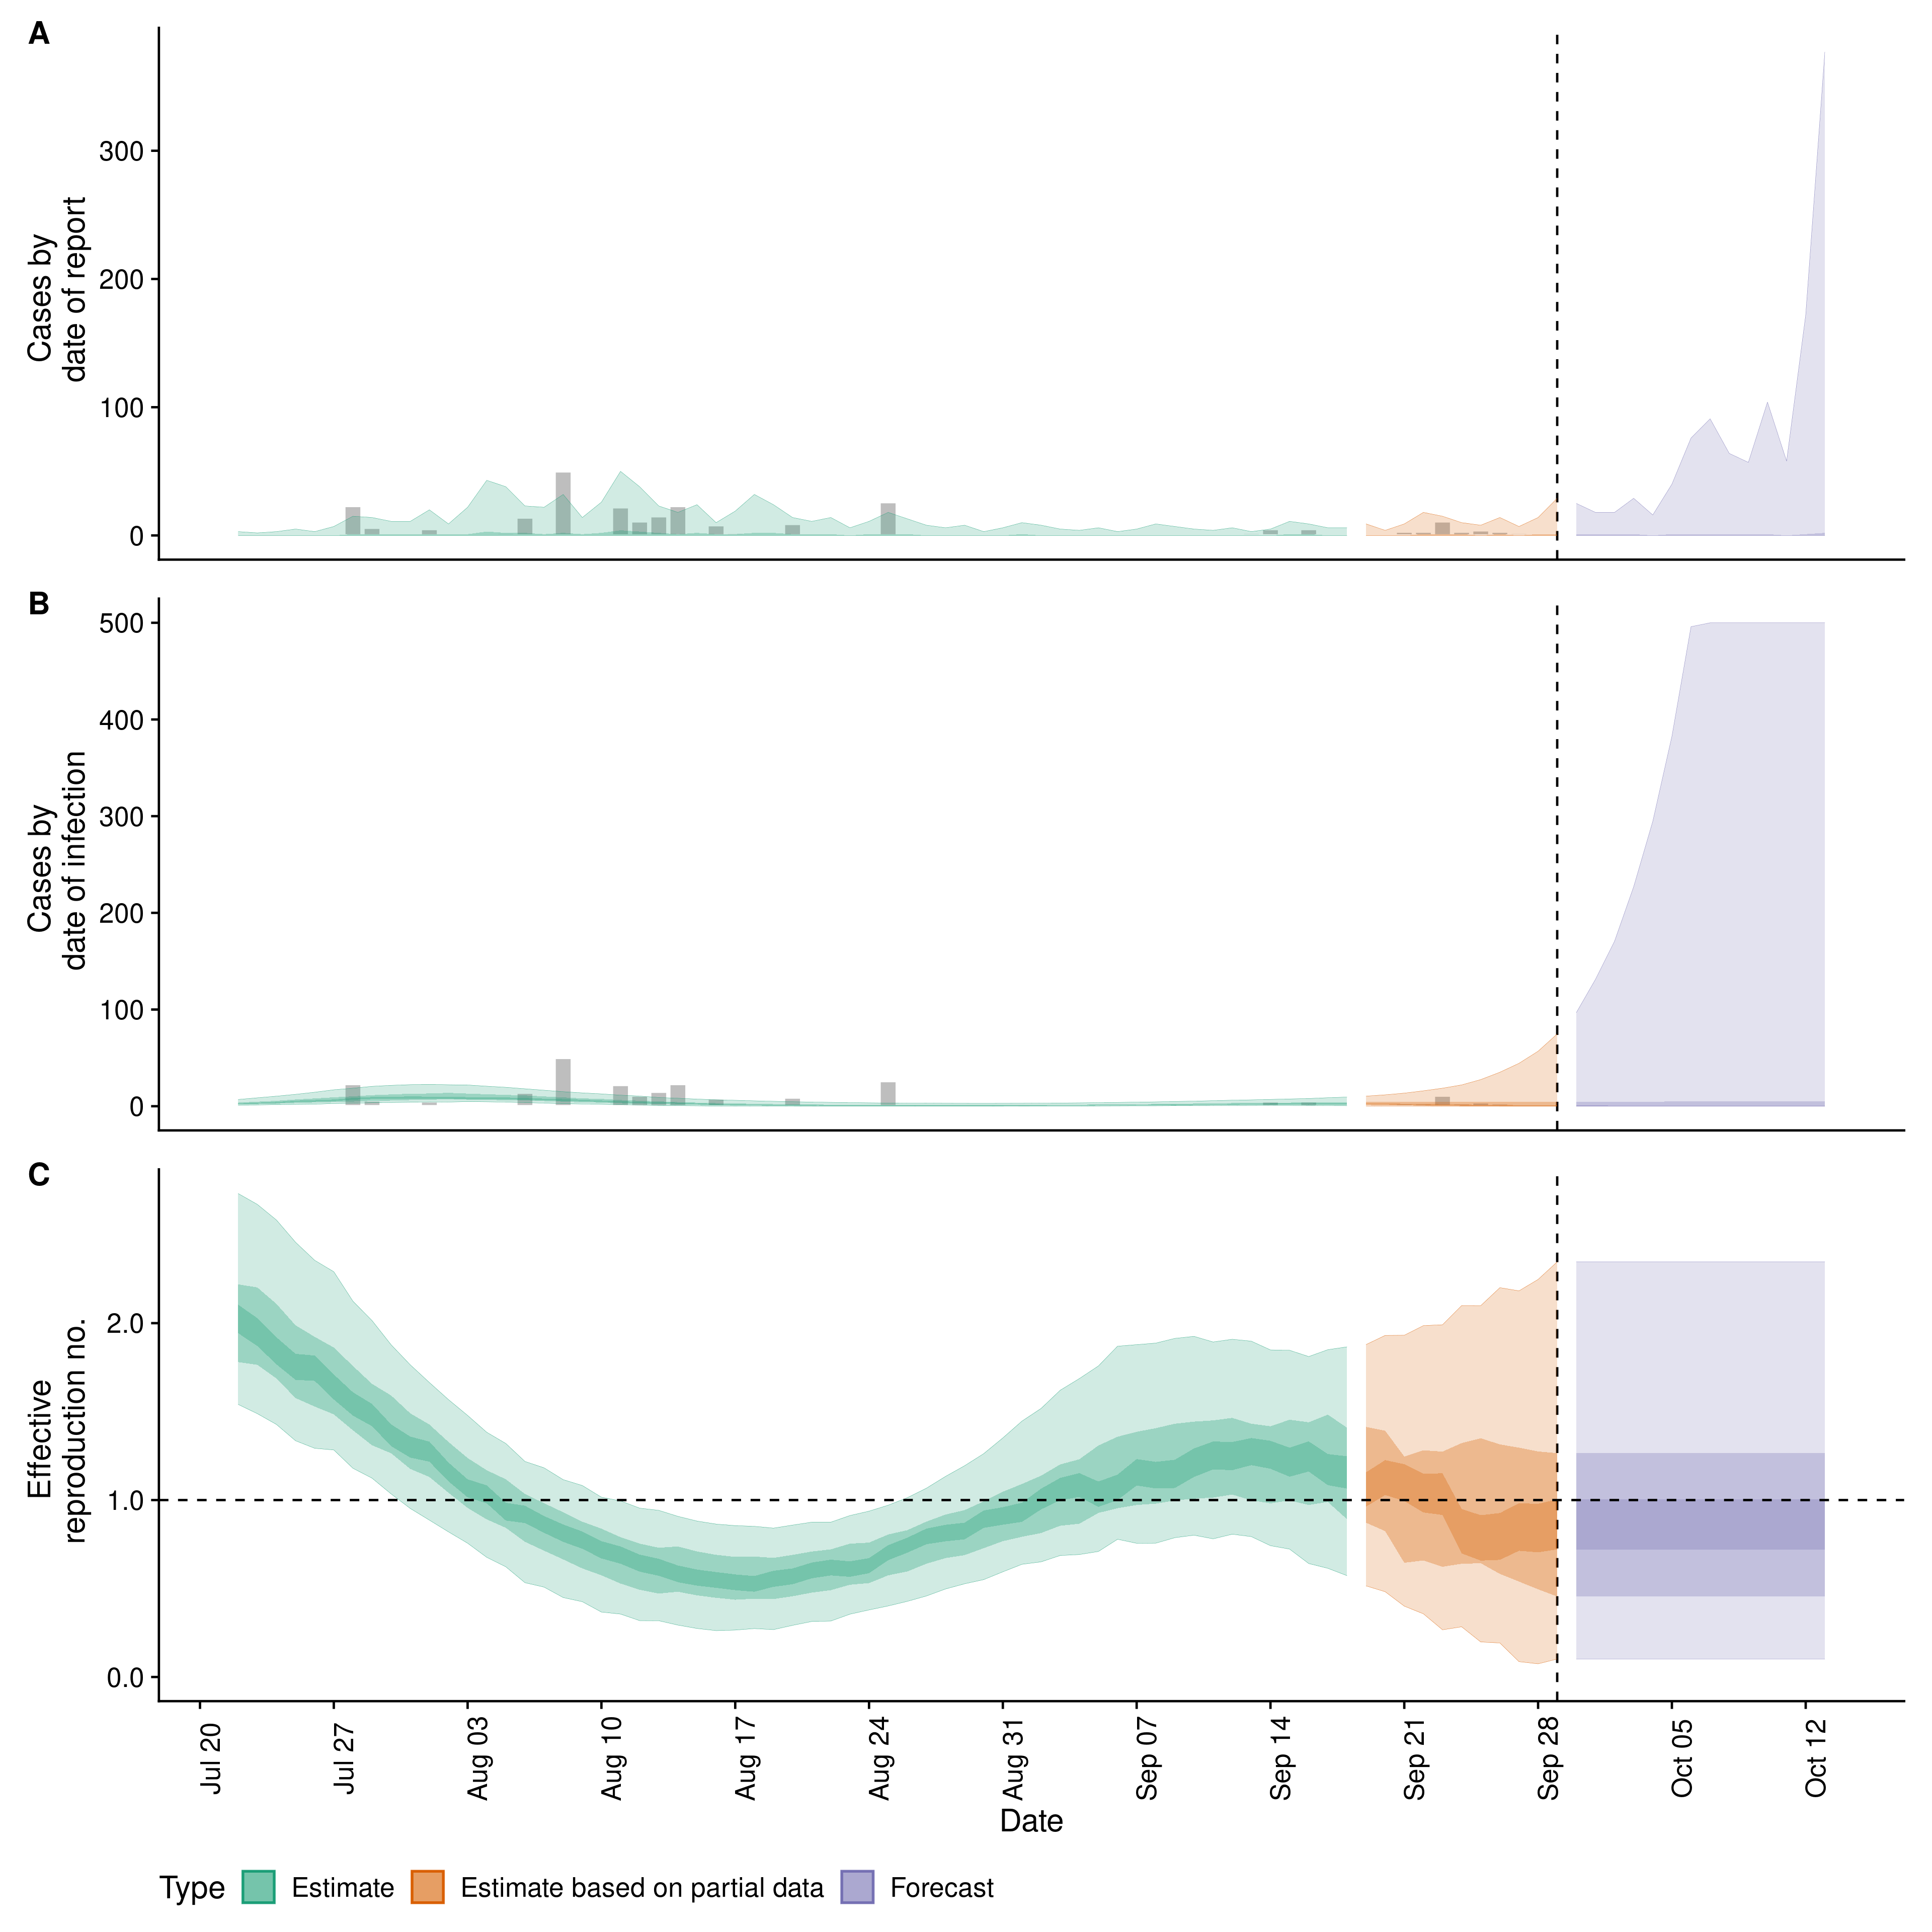 A
Cases by
date of report
300
200
100
0
B
Cases by
date of infection
500
400
300
200
100
0
C
Effective
reproduction no.
2.0
1.0
0.0
Jul 20
Jul 27
Aug 03
Aug 10
Aug 17
Aug 24
Aug 31
Sep 07
Sep 14
Sep 21
Sep 28
Oct 05
Oct 12
Date
Type Estimate Estimate based on partial data Forecast